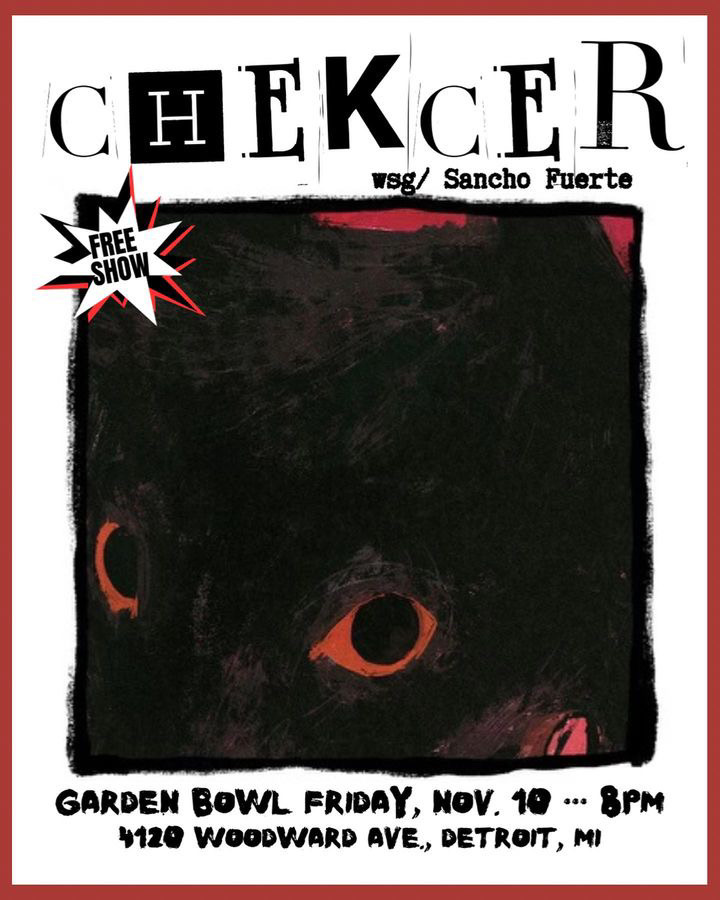 CHEKCER
wsg/ Sancho Fuerte
FREE
SHOW
GARDEN BOWL FRIDAY, NOV. 10 ... 8PM
4120 WOODWARD AVE., DETROIT, MI